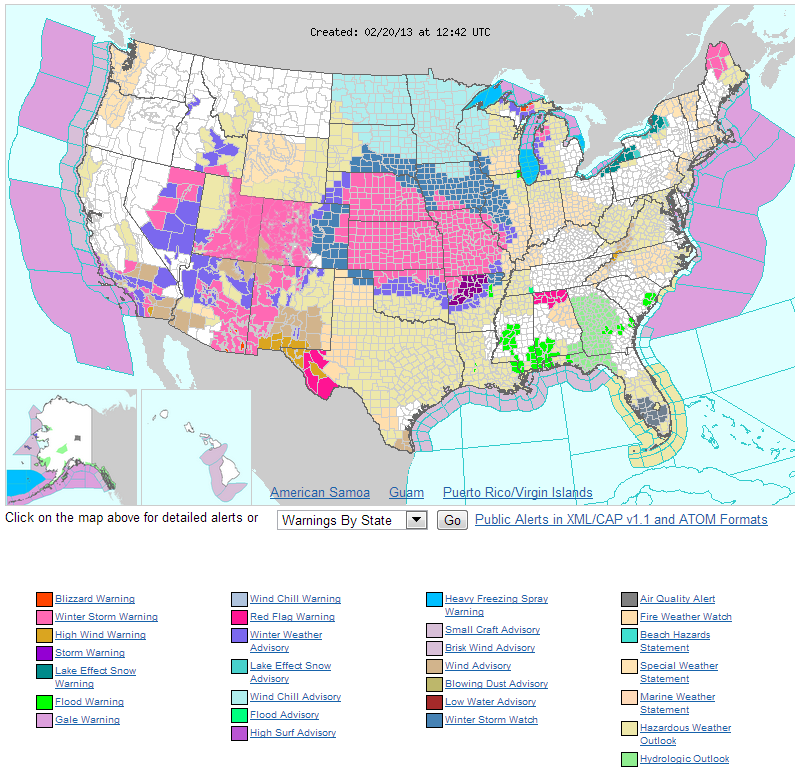 Created: 02/20/13 at 12:42 UTC
American Samoa Guam Puerto Rico/Virgin Islands
Click on the map above for detailed alerts or Warnings By State Go Public Alerts in XML/CAP v1.1 and ATOM Formats
Blizzard Warning
Winter Storm Warning
High Wind Warning
Storm Warning
Lake Effect Snow
Warning
Flood Warning
Gale Warning
Wind Chill Warning
Red Flag Warning
Winter Weather
Advisory
Lake Effect Snow
Advisory
Wind Chill Advisory
Flood Advisory
High Surf Advisory
Heavy Freezing Spray
Warning
Small Craft Advisory
Brisk Wind Advisory
Wind Advisory
Blowing Dust Advisory
Low Water Advisory
Winter Storm Watch
Air Quality Alert
Fire Weather Watch
Beach Hazards
Statement
Special Weather
Statement
Marine Weather
Statement
Hazardous Weather
Outlook
Hydrologic Outlook